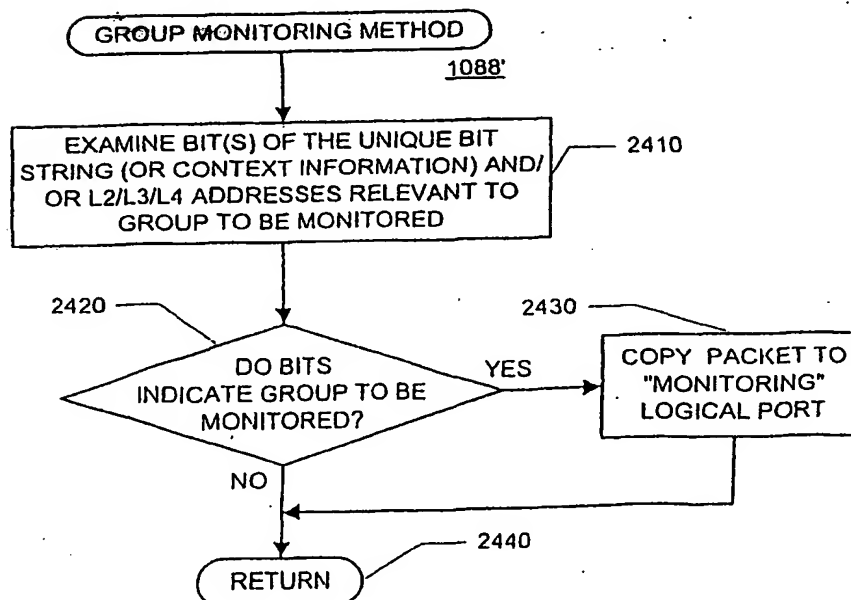 GROUP MONITORING METHOD
1088'
EXAMINE BIT(S) OF THE UNIQUE BIT
STRING (OR CONTEXT INFORMATION) AND/
OR L2/L3/L4 ADDRESSES RELEVANT TO
GROUP TO BE MONITORED
2410
2420
DO BITS
INDICATE GROUP TO BE
MONITORED?
YES
2430
COPY PACKET TO
"MONITORING"
LOGICAL PORT
NO
2440
RETURN